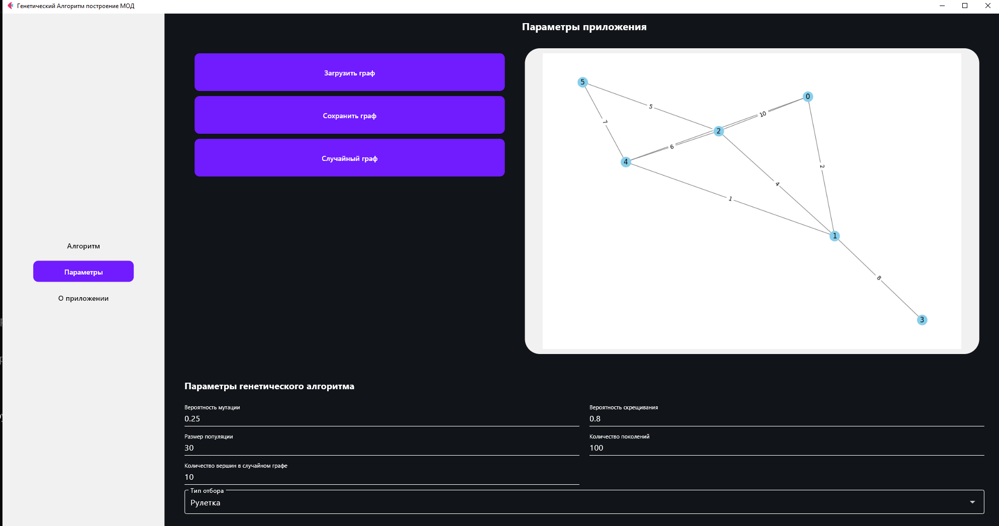 Генетический Алгоритм построение МОД
Параметры приложения
Загрузить граф
Сохранить граф
Случайный граф
Алгоритм
Параметры
О приложении
5
0
5
10
7
2
6
4
2
4
1
1
8
3
Параметры генетического алгоритма
Вероятность мутации
0.25
Вероятность скрещивания
0.8
Размер популяции
30
Количество поколений
100
Количество вершин в случайном графе
10
Тип отбора
Рулетка